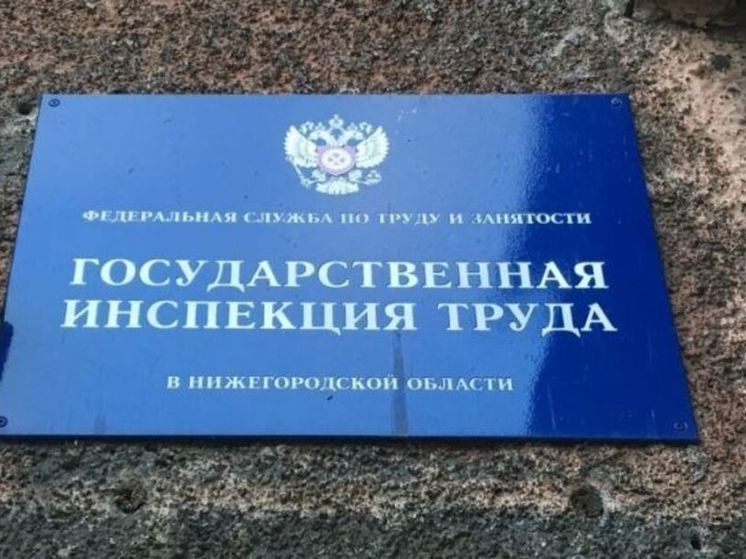 ФЕДЕРАЛЬНАЯ СЛУЖБА ПО ТРУДУ И ЗАНЯТОСТИ
ГОСУДАРСТВЕННАЯ
ИНСПЕКЦИЯ ТРУДА
В НИЖЕГОРОДСКОЙ ОБЛАСТИ